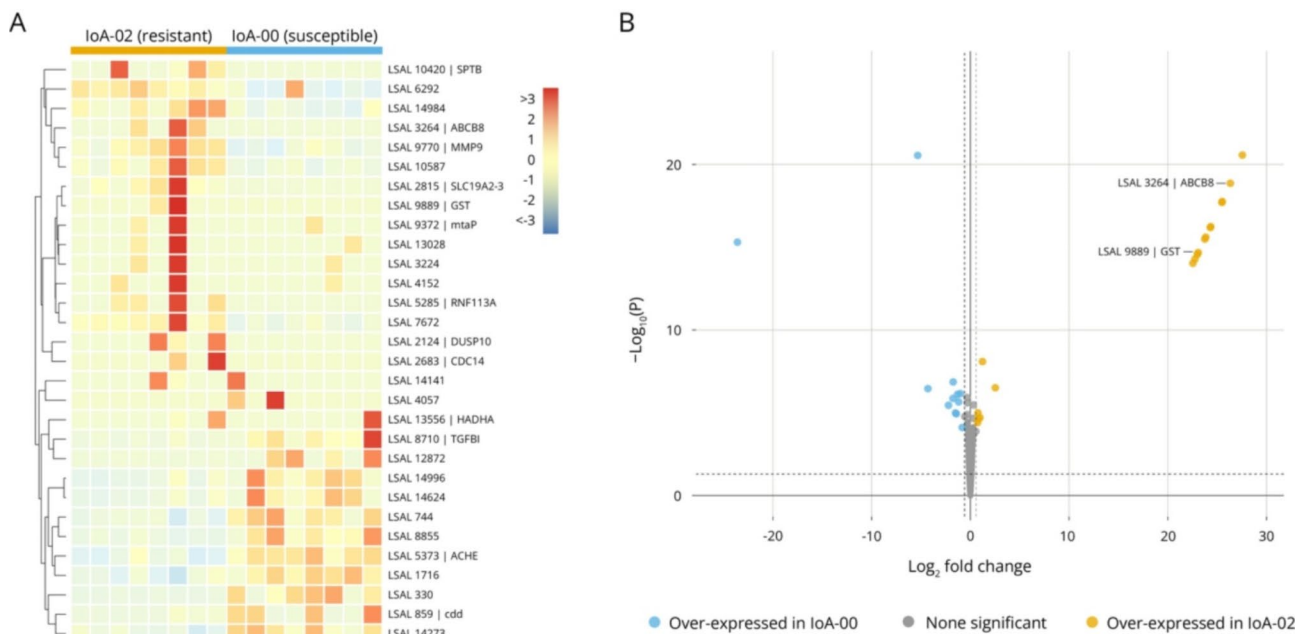 A
IoA-02 (resistant) IoA-00 (susceptible)
LSAL 10420 | SPTB
LSAL 6292
LSAL 14984
LSAL 3264 | ABCB8
LSAL 9770 | MMP9
LSAL 10587
LSAL 2815 | SLC19A2-3
LSAL 9889 | GST
LSAL 9372 | mtaP
LSAL 13028
LSAL 3224
LSAL 4152
LSAL 5285 | RNF113A
LSAL 7672
LSAL 2124 | DUSP10
LSAL 2683 | CDC14
LSAL 14141
LSAL 4057
LSAL 13556 | HADHA
LSAL 8710 | TGFBI
LSAL 12872
LSAL 14996
LSAL 14624
LSAL 744
LSAL 8855
LSAL 5373 | ACHE
LSAL 1716
LSAL 330
LSAL 859 | cdd
LSAL 14273
>3
2
1
0
-1
-2
<-3
B
20
10
0
−Log10(P)
LSAL 3264 | ABCB8
LSAL 9889 | GST
-20 -10 0 10 20 30
Log2 fold change
Over-expressed in IoA-00 None significant Over-expressed in IoA-02